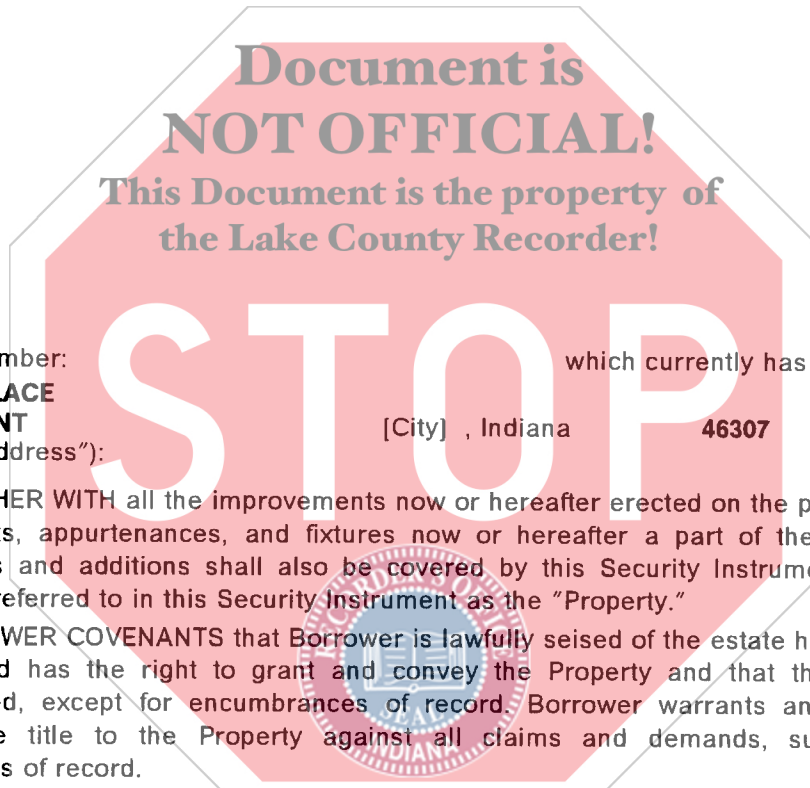 Document is
NOT OFFICIAL!
This Document is the property of
the Lake County Recorder!
STOP
mber: which currently has
LACE
NT [City] , Indiana 46307
ddress"):
HER WITH all the improvements now or hereafter erected on the p
s, appurtenances, and fixtures now or hereafter a part of the
s and additions shall also be covered by this Security Instrume
referred to in this Security Instrument as the "Property."
WER COVENANTS that Borrower is lawfully seised of the estate h
d has the right to grant and convey the Property and that th
d, except for encumbrances of record. Borrower warrants an
e title to the Property against all claims and demands, su
s of record.
RECORDER'S OFFICE
SEAL
INDIANA